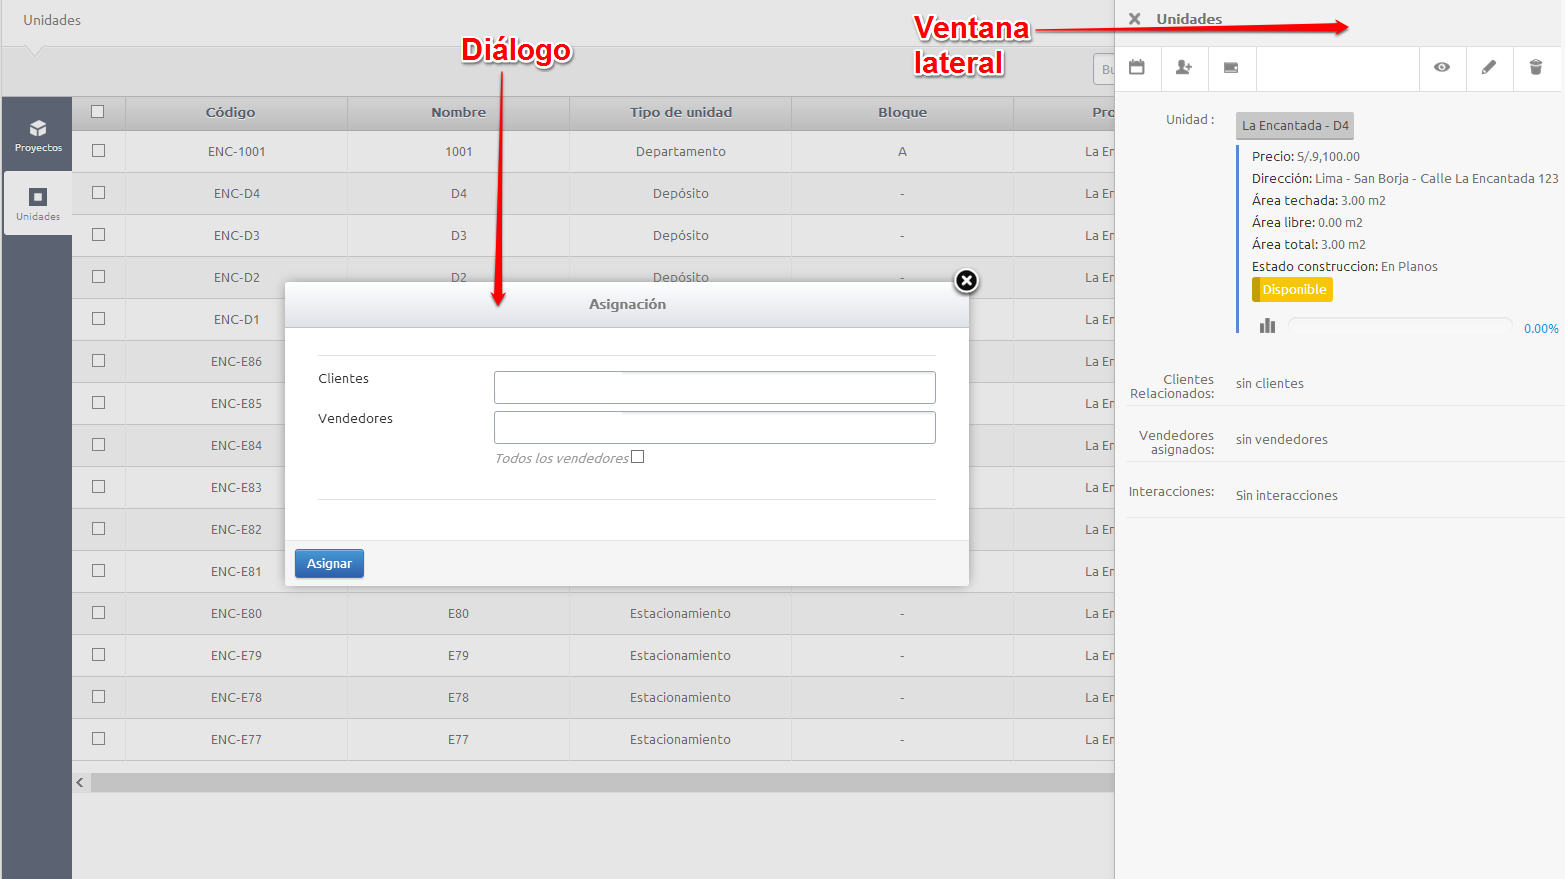 Unidades
Diálogo
Ventana
lateral
Unidades
Bu
Proyectos
Unidades
Código Nombre Tipo de unidad Bloque Pro
ENC-1001 1001 Departamento A La En
ENC-D4 D4 Depósito - La En
ENC-D3 D3 Depósito - La En
ENC-D2 D2 Depósito - La En
ENC-D1 La En
ENC-E86 La En
ENC-E85 La En
ENC-E84 La En
ENC-E83 La En
ENC-E82 La En
ENC-E81 La En
ENC-E80 E80 Estacionamiento - La En
ENC-E79 E79 Estacionamiento - La En
ENC-E78 E78 Estacionamiento - La En
ENC-E77 E77 Estacionamiento - La En
Asignación
Clientes
Vendedores
Todos los vendedores
Asignar
Unidad : La Encantada - D4
Precio: S/.9,100.00
Dirección: Lima - San Borja - Calle La Encantada 123
Área techada: 3.00 m2
Área libre: 0.00 m2
Área total: 3.00 m2
Estado construccion: En Planos
Disponible
0.00%
Clientes
Relacionados: sin clientes
Vendedores
asignados: sin vendedores
Interacciones: Sin interacciones